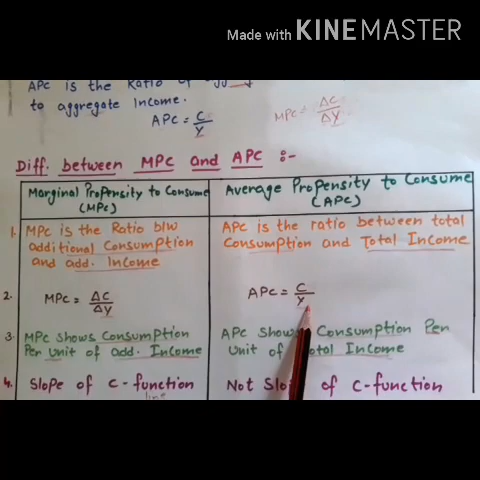 Made with KINEMASTER
APC is the Ratio of
to aggregate Income.
APC = C/Y
MPC = ΔC/ΔY
Diff. between MPC and APC :-
Marginal Propensity to Consume
(MPC)
Average Propensity to Consume
(APC)
1. MPC is the Ratio b/w
additional Consumption
and add. Income
APC is the ratio between total
Consumption and Total Income
2. MPC = ΔC/ΔY
APC = C/Y
3. MPC shows Consumption
Per Unit of add. Income
APC shows Consumption Per
Unit of Total Income
4. Slope of C-function
line
Not Slope of C-function